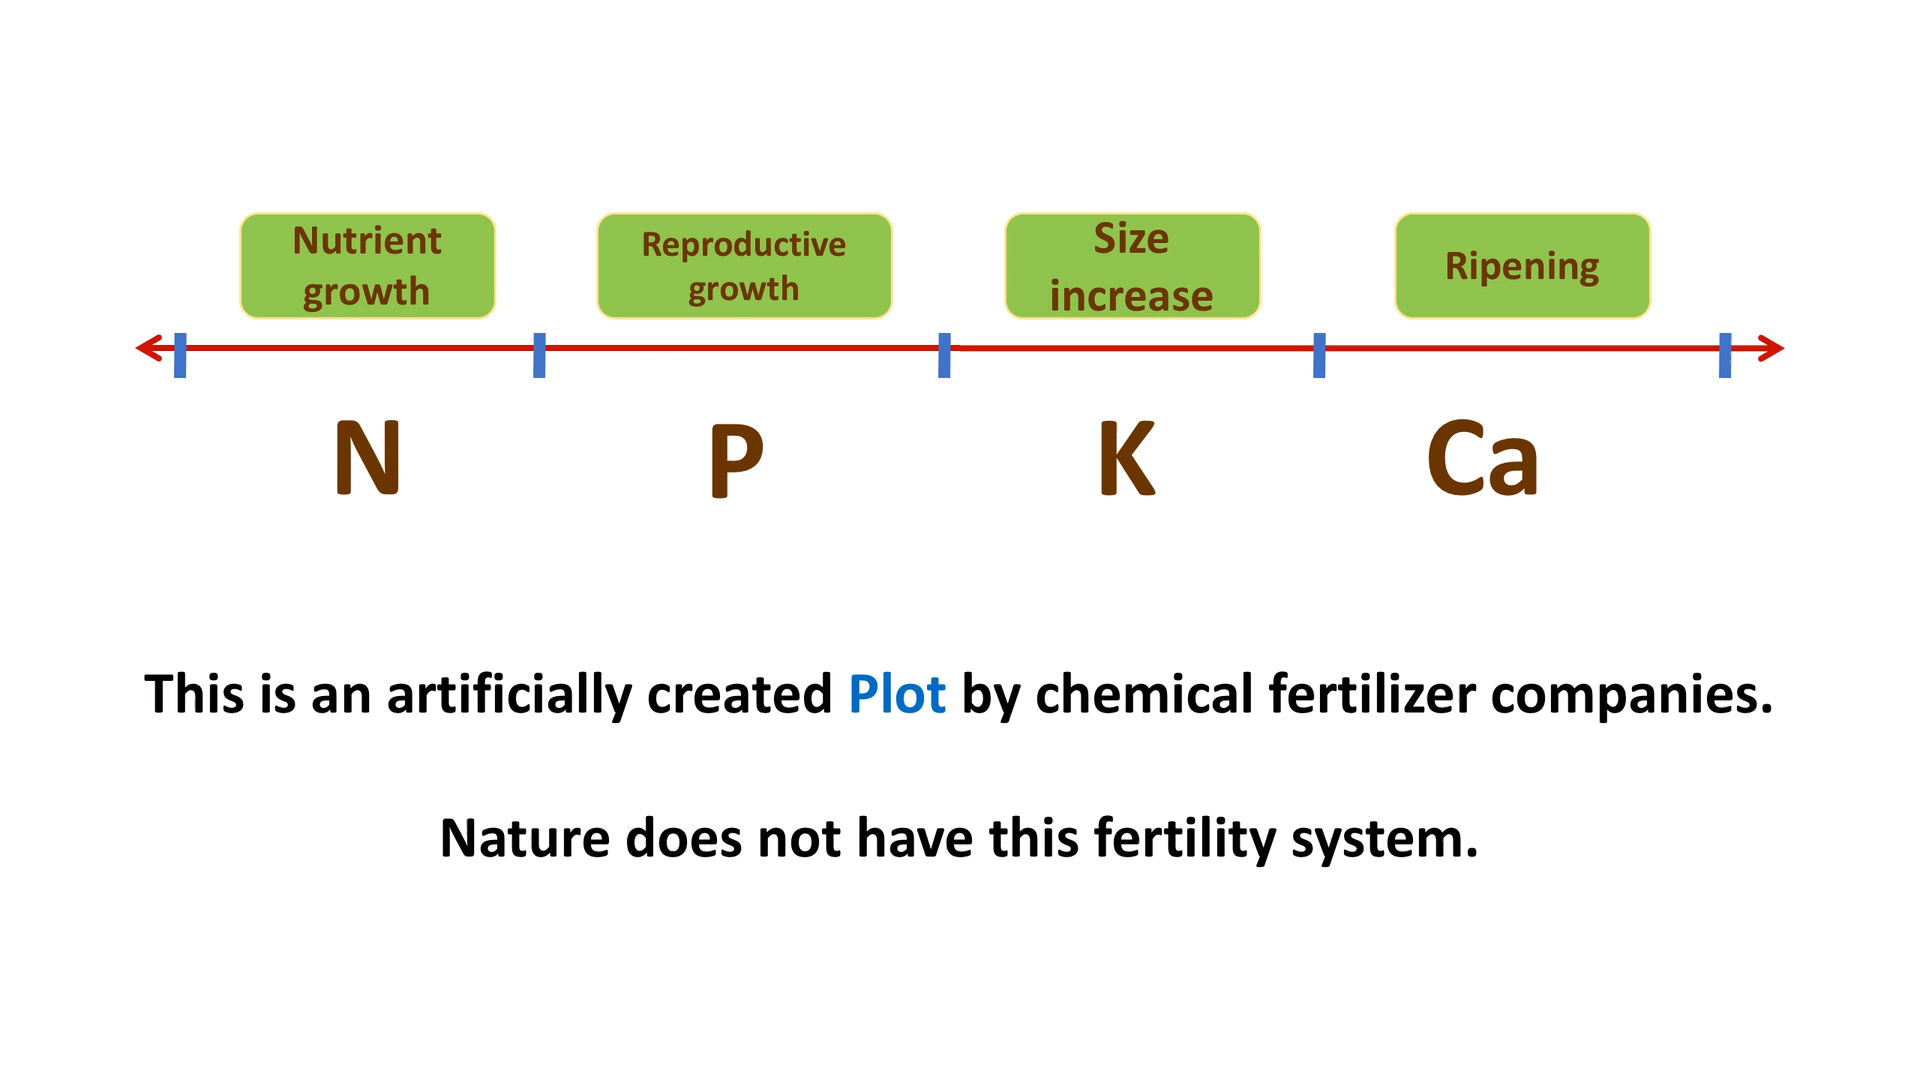 Nutrient
growth
Reproductive
growth
Size
increase
Ripening
N
P
K
Ca
This is an artificially created Plot by chemical fertilizer companies.
Nature does not have this fertility system.